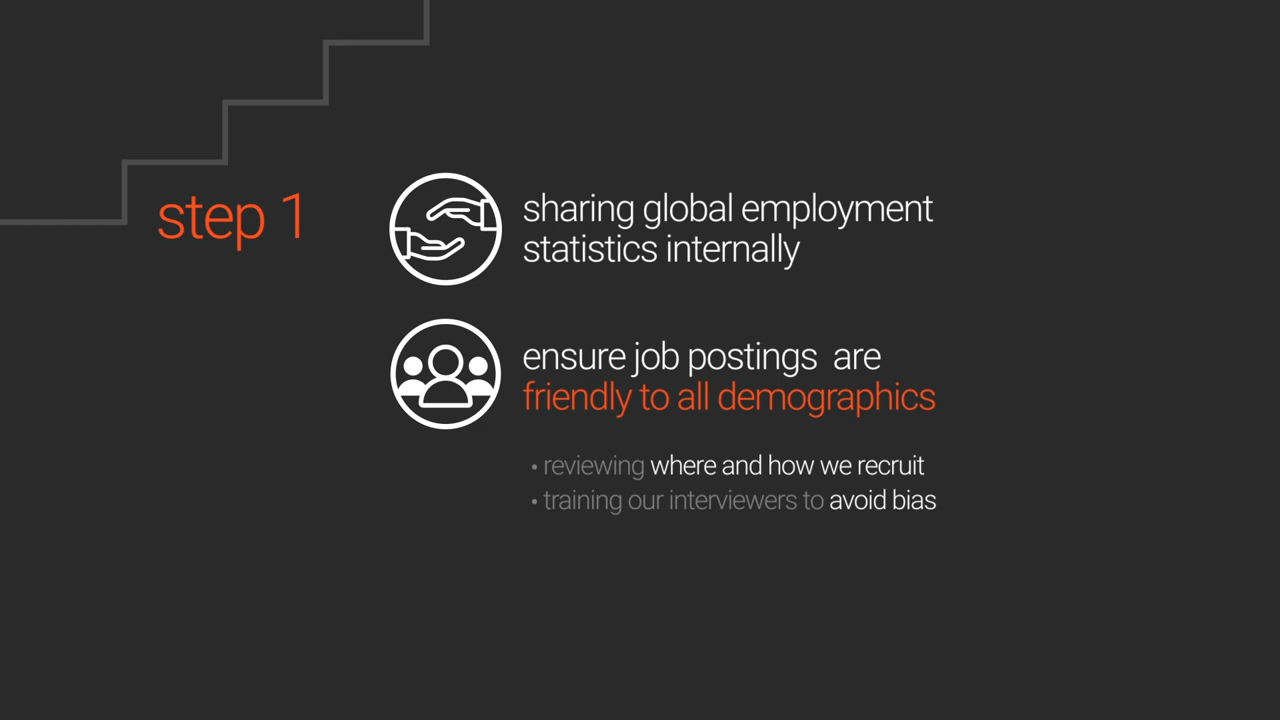 step 1
sharing global employment
statistics internally
ensure job postings  are
friendly to all demographics
• reviewing where and how we recruit
• training our interviewers to avoid bias